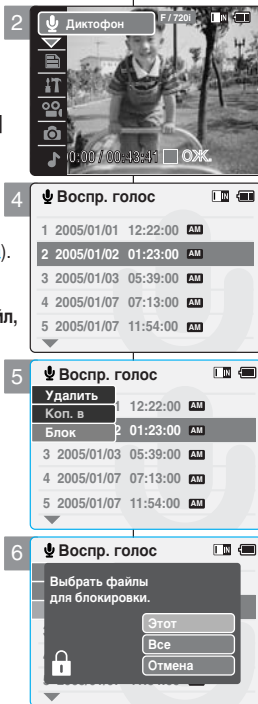 2
Диктофон
F / 720i
IN
0:00 / 00:43:41 ОЖ.
4
Воспр. голос
IN
1 2005/01/01 12:22:00 AM
).
2 2005/01/02 01:23:00 AM
3 2005/01/03 05:39:00 AM
4 2005/01/07 07:13:00 AM
йл,
5 2005/01/07 11:54:00 AM
5
Воспр. голос
IN
Удалить
1 12:22:00 AM
Коп. в
Блок
2 01:23:00 AM
3 2005/01/03 05:39:00 AM
4 2005/01/07 07:13:00 AM
5 2005/01/07 11:54:00 AM
6
Воспр. голос
IN
Выбрать файлы
для блокировки.
Этот
Все
Отмена